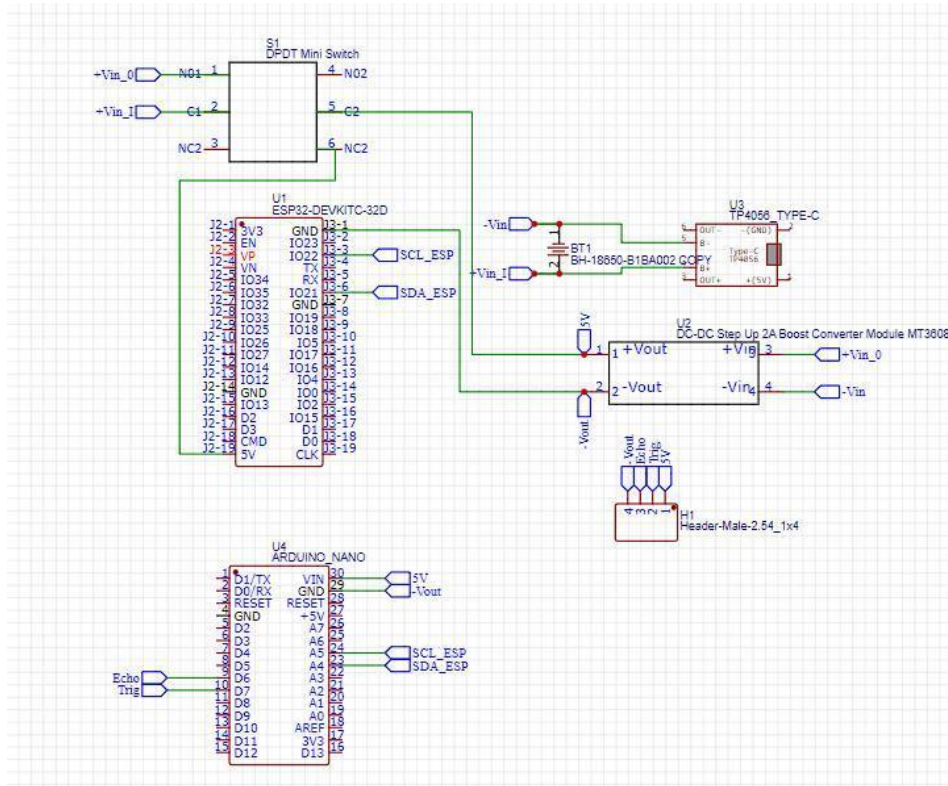 S1
DPDT Mini Switch
+Vin_0 N01 1 4 N02
+Vin_I C1 2 5 C2
NC2 3 6 NC2
U1
ESP32-DEVKITC-32D
J2-1 3V3 GND J3-1
J2-2 EN IO23 J3-2
J2-3 VP IO22 J3-3 SCL_ESP
J2-4 VN TX J3-4
J2-5 IO34 RX J3-5
J2-6 IO35 IO21 J3-6 SDA_ESP
J2-7 IO32 GND J3-7
J2-8 IO33 IO19 J3-8
J2-9 IO25 IO18 J3-9
J2-10 IO26 IO5 J3-10
J2-11 IO27 IO17 J3-11
J2-12 IO14 IO16 J3-12
J2-13 IO12 IO4 J3-13
J2-14 GND IO0 J3-14
J2-15 IO13 IO2 J3-15
J2-16 D2 IO15 J3-16
J2-17 D3 D1 J3-17
J2-18 CMD D0 J3-18
J2-19 5V CLK J3-19
U3
TP4056_TYPE-C
-Vin 1
OUT- -(GND)
B-
Type-C
TP4056
BT1
BH-18650-B1BA002 COPY
+Vin_I 2
B+
OUT+ +(5V)
U2
DC-DC Step Up 2A Boost Converter Module MT3608
5V
1 1 +Vout +Vin 3 +Vin_0
2 2 -Vout -Vin 4 4 -Vin
-Vout
-Vout Echo Trig 5V
4 3 2 1
H1
Header-Male-2.54_1x4
U4
ARDUINO_NANO
1 D1/TX VIN 30 5V
2 D0/RX GND 29 -Vout
3 RESET RESET 28
4 GND +5V 27
5 D2 A7 26
6 D3 A6 25
7 D4 A5 24 SCL_ESP
8 D5 A4 23 SDA_ESP
Echo 9 D6 A3 22
Trig 10 D7 A2 21
11 D8 A1 20
12 D9 A0 19
13 D10 AREF 18
14 D11 3V3 17
15 D12 D13 16